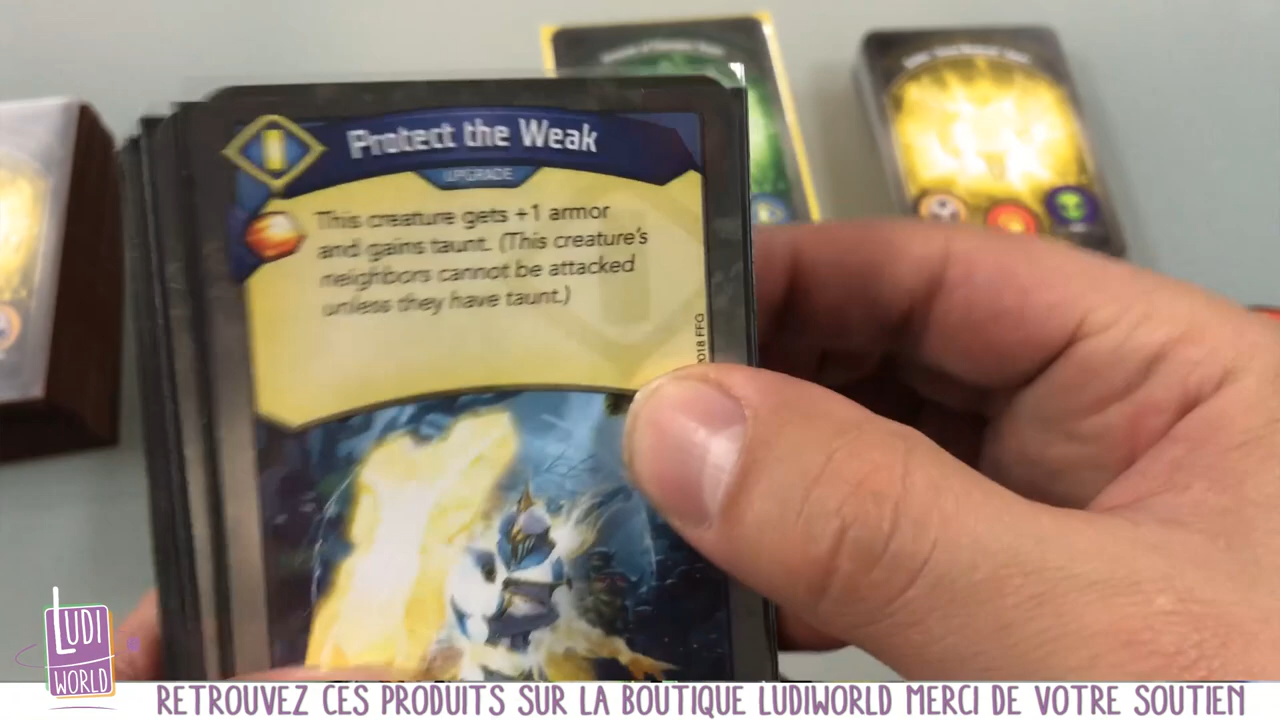 Protect the Weak
UPGRADE
This creature gets +1 armor
and gains taunt. (This creature's
neighbors cannot be attacked
unless they have taunt.)
2018 FFG
LUDI
WORLD
RETROUVEZ CES PRODUITS SUR LA BOUTIQUE LUDIWORLD MERCI DE VOTRE SOUTIEN